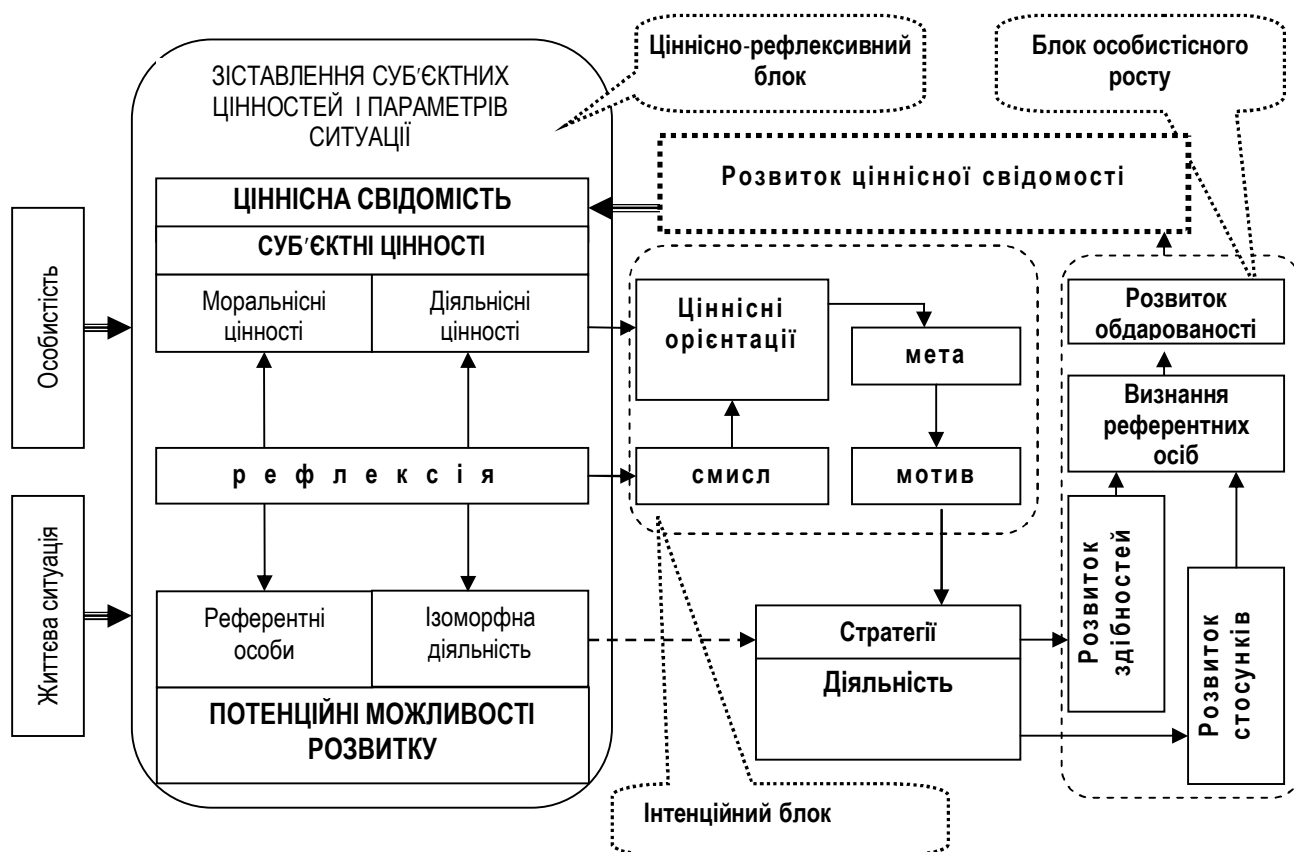 Ціннісно-рефлексивний
блок
Блок особистісного
росту
ЗІСТАВЛЕННЯ СУБ'ЄКТНИХ
ЦІННОСТЕЙ І ПАРАМЕТРІВ
СИТУАЦІЇ
Розвиток ціннісної свідомості
ЦІННІСНА СВІДОМІСТЬ
СУБ'ЄКТНІ ЦІННОСТІ
Моральнісні
цінності
Діяльнісні
цінності
Особистість
Ціннісні
орієнтації
мета
Розвиток
обдарованості
Визнання
референтних
осіб
рефлексія
смисл
мотив
Життєва ситуація
Референтні
особи
Ізоморфна
діяльність
Стратегії
Діяльність
Розвиток
здібностей
Розвиток
стосунків
ПОТЕНЦІЙНІ МОЖЛИВОСТІ
РОЗВИТКУ
Інтенційний блок